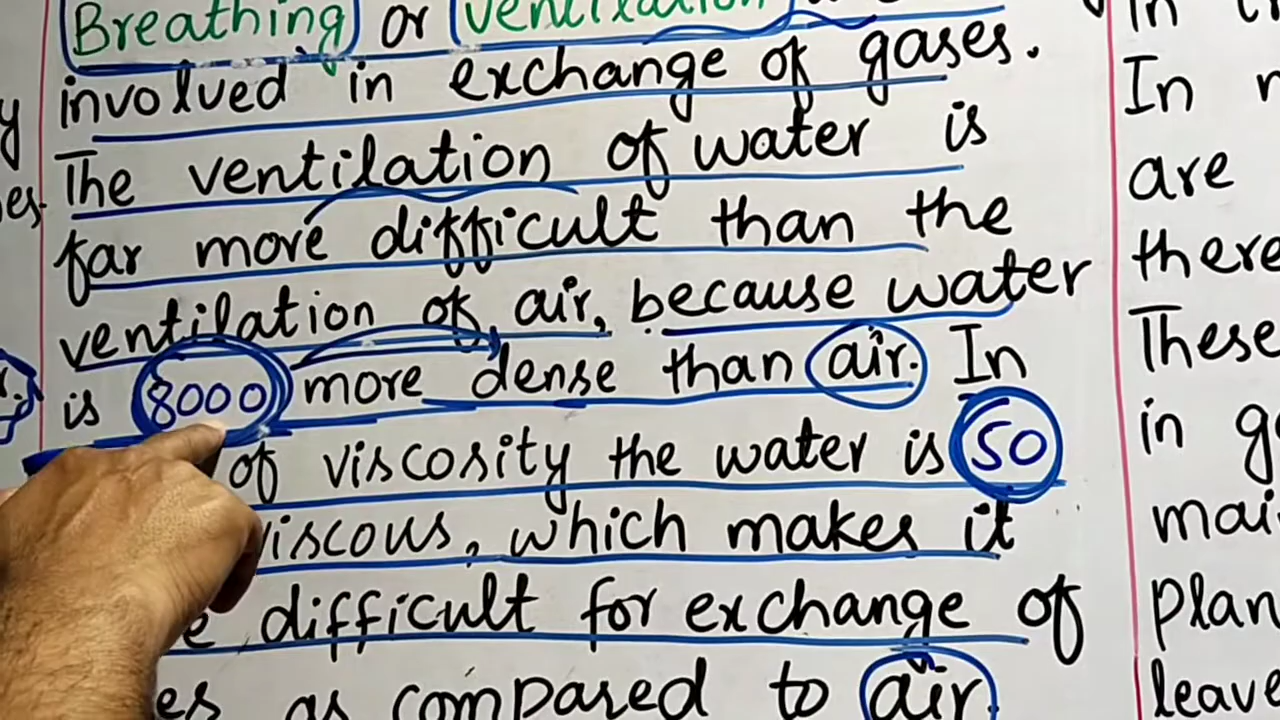 Breathing or Ventilation
involved in exchange of gases.
The ventilation of water is
far more difficult than the
ventilation of air, because water
is 8000 more dense than air. In
of viscosity the water is 50
viscous, which makes it
difficult for exchange of
as compared to air
In
In
are
there
These
in
plan
leave